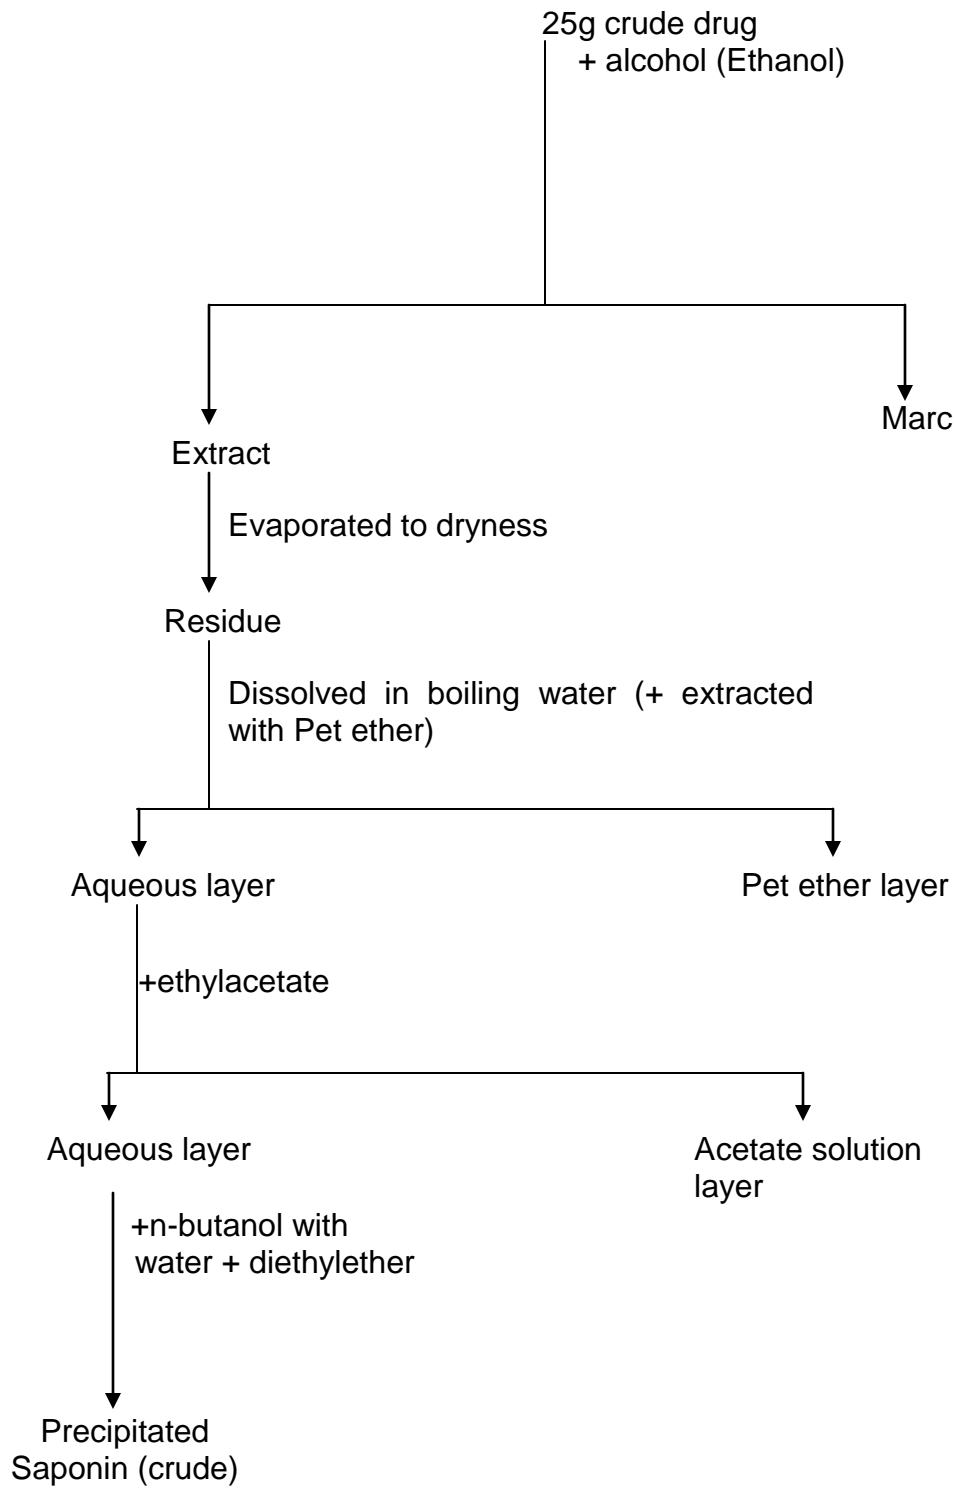 25g crude drug
+ alcohol (Ethanol)
Marc
Extract
Evaporated to dryness
Residue
Dissolved in boiling water (+ extracted
with Pet ether)
Aqueous layer
Pet ether layer
+ethylacetate
Aqueous layer
Acetate solution
layer
+n-butanol with
water + diethylether
Precipitated
Saponin (crude)